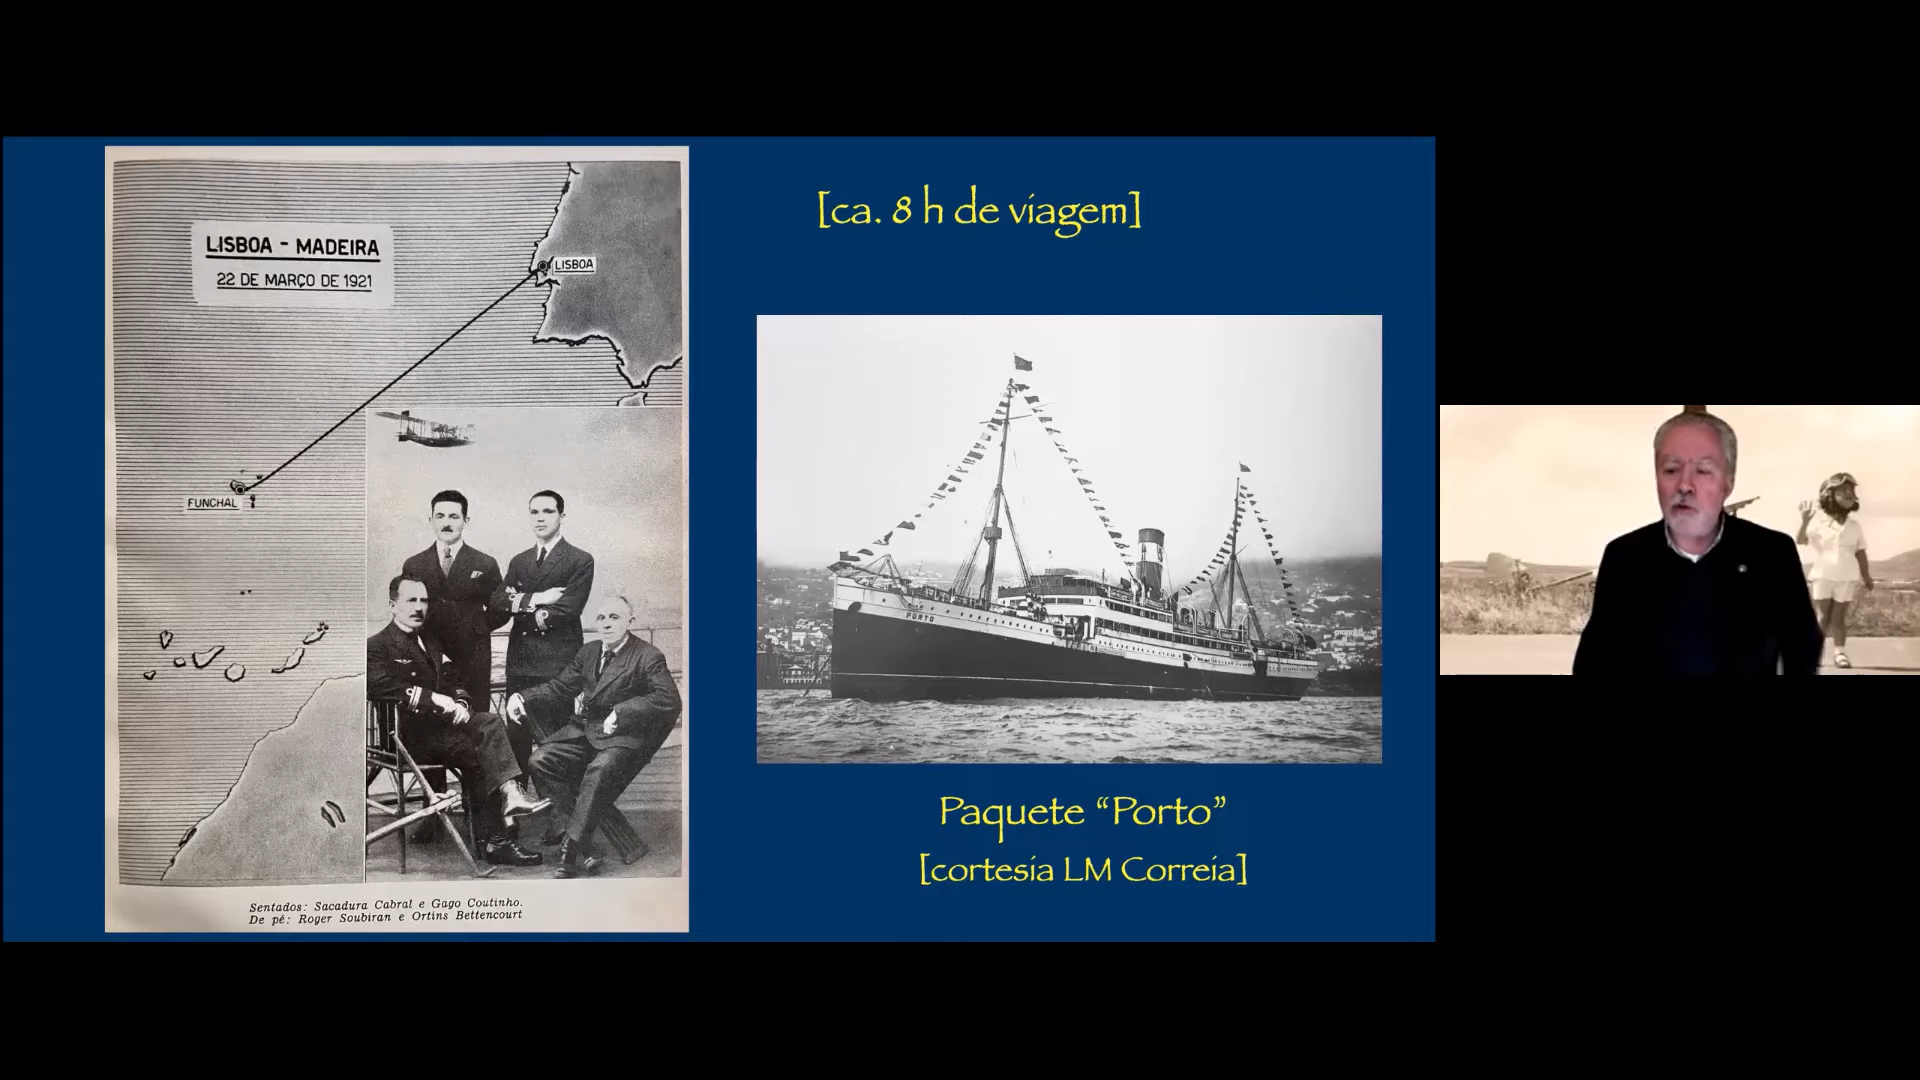 LISBOA - MADEIRA
22 DE MARÇO DE 1921
LISBOA
FUNCHAL
Sentados: Sacadura Cabral e Gago Coutinho.
De pé: Roger Soubiran e Ortins Bettencourt
[ca. 8 h de viagem]
PORTO
Paquete “Porto”
[cortesia LM Correia]